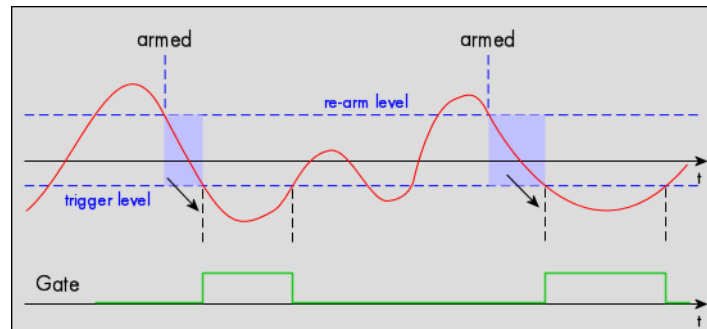 armed
armed
re-arm level
t
trigger level
Gate
t